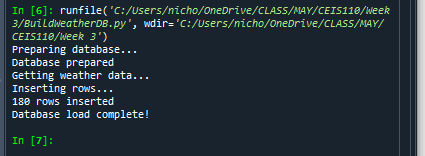 In [6]: runfile('C:/Users/nicho/OneDrive/CLASS/MAY/CEIS110/Week
3/BuildWeatherDB.py', wdir='C:/Users/nicho/OneDrive/CLASS/MAY/
CEIS110/Week 3')
Preparing database...
Database prepared
Getting weather data...
Inserting rows...
180 rows inserted
Database load complete!
In [7]: